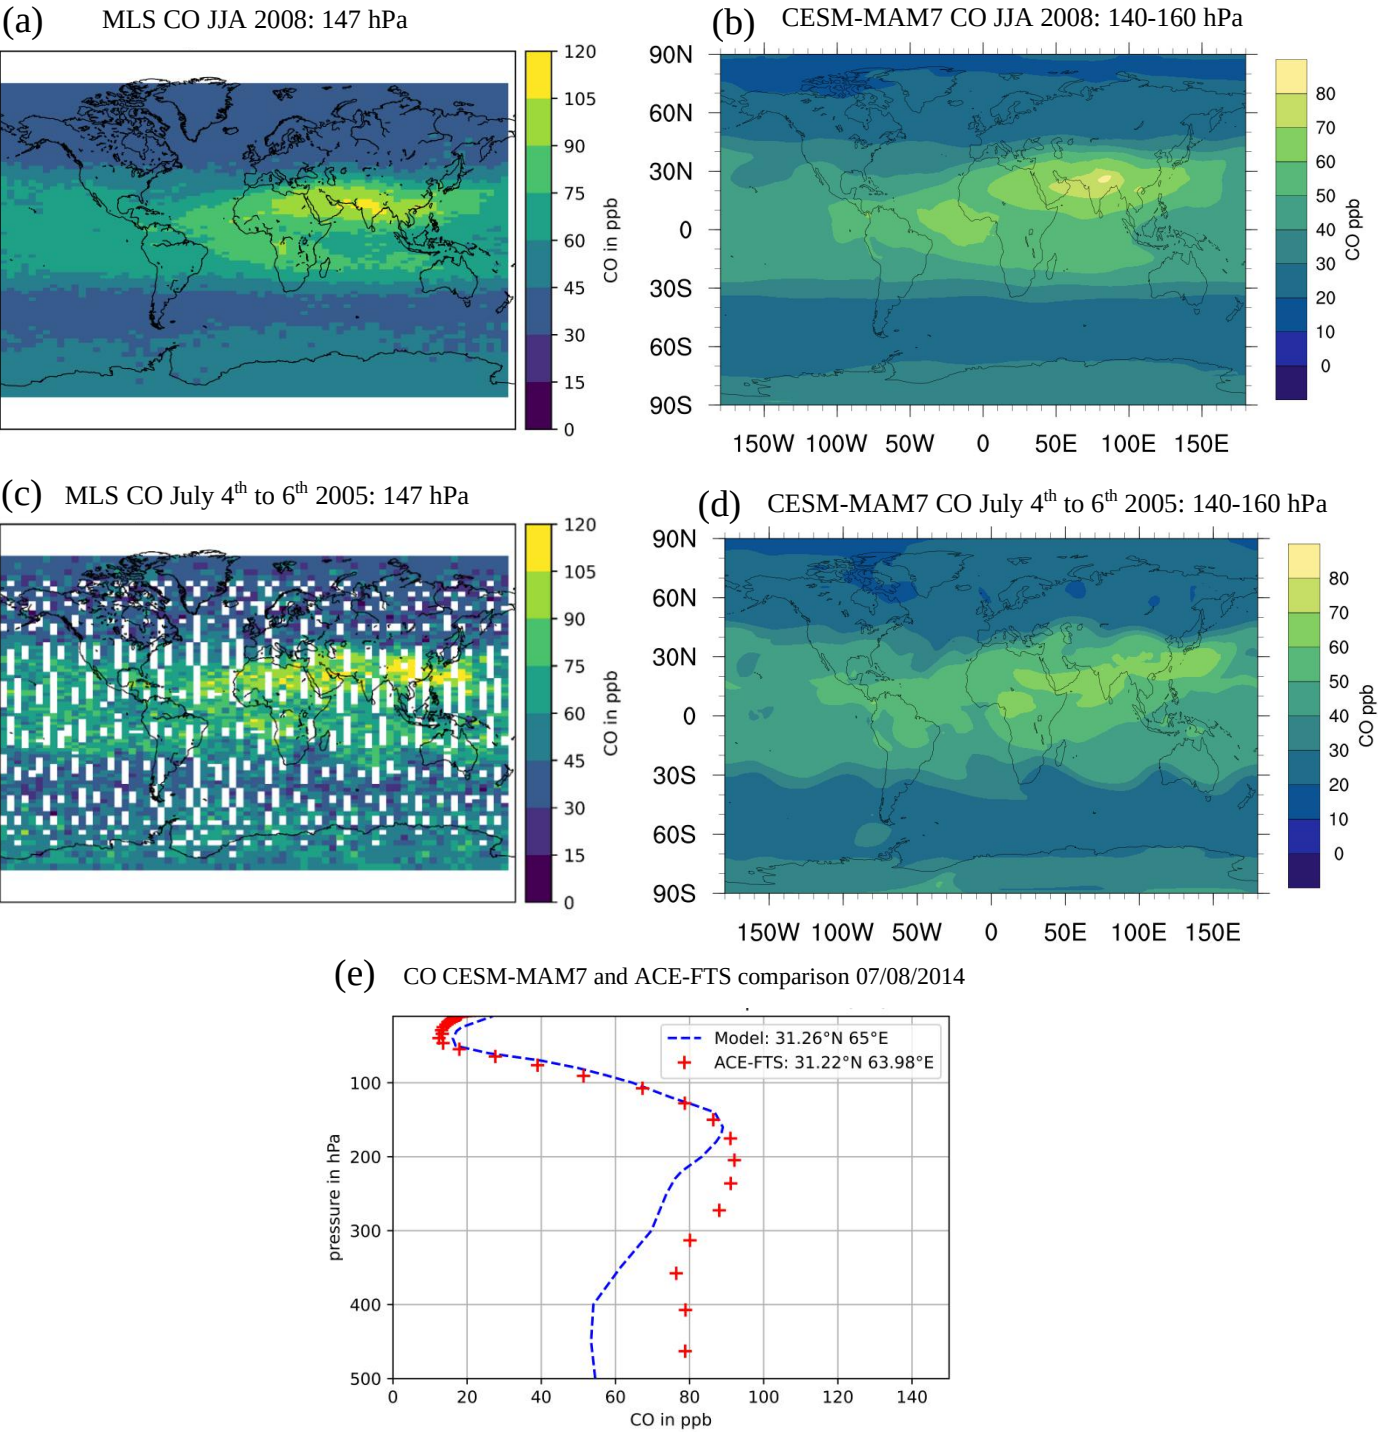 (a) MLS CO JJA 2008: 147 hPa
120
105
90
75
60
45
30
15
0
CO in ppb
(b) CESM-MAM7 CO JJA 2008: 140-160 hPa
90N
60N
30N
0
30S
60S
90S
150W 100W 50W 0 50E 100E 150E
80
70
60
50
40
30
20
10
0
CO ppb
(c) MLS CO July 4th to 6th 2005: 147 hPa
120
105
90
75
60
45
30
15
0
CO in ppb
(d) CESM-MAM7 CO July 4th to 6th 2005: 140-160 hPa
90N
60N
30N
0
30S
60S
90S
150W 100W 50W 0 50E 100E 150E
80
70
60
50
40
30
20
10
0
CO ppb
(e) CO CESM-MAM7 and ACE-FTS comparison 07/08/2014
Model: 31.26°N 65°E
ACE-FTS: 31.22°N 63.98°E
100
200
300
400
500
pressure in hPa
0 20 40 60 80 100 120 140
CO in ppb